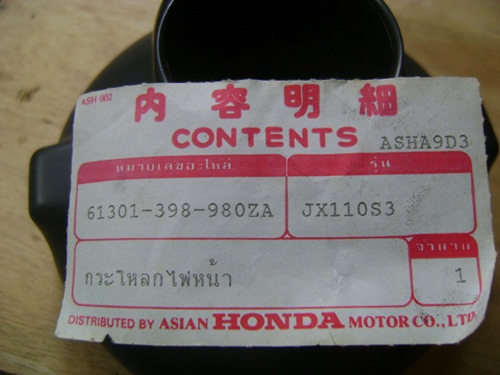 ASH 002
内容明細
CONTENTS ASHA9D3
หมายเลขอะไหล่ รุ่น
61301-398-980ZA JX110S3
จำนวน
กระโหลกไฟหน้า 1
DISTRIBUTED BY ASIAN HONDA MOTOR CO., LTD.